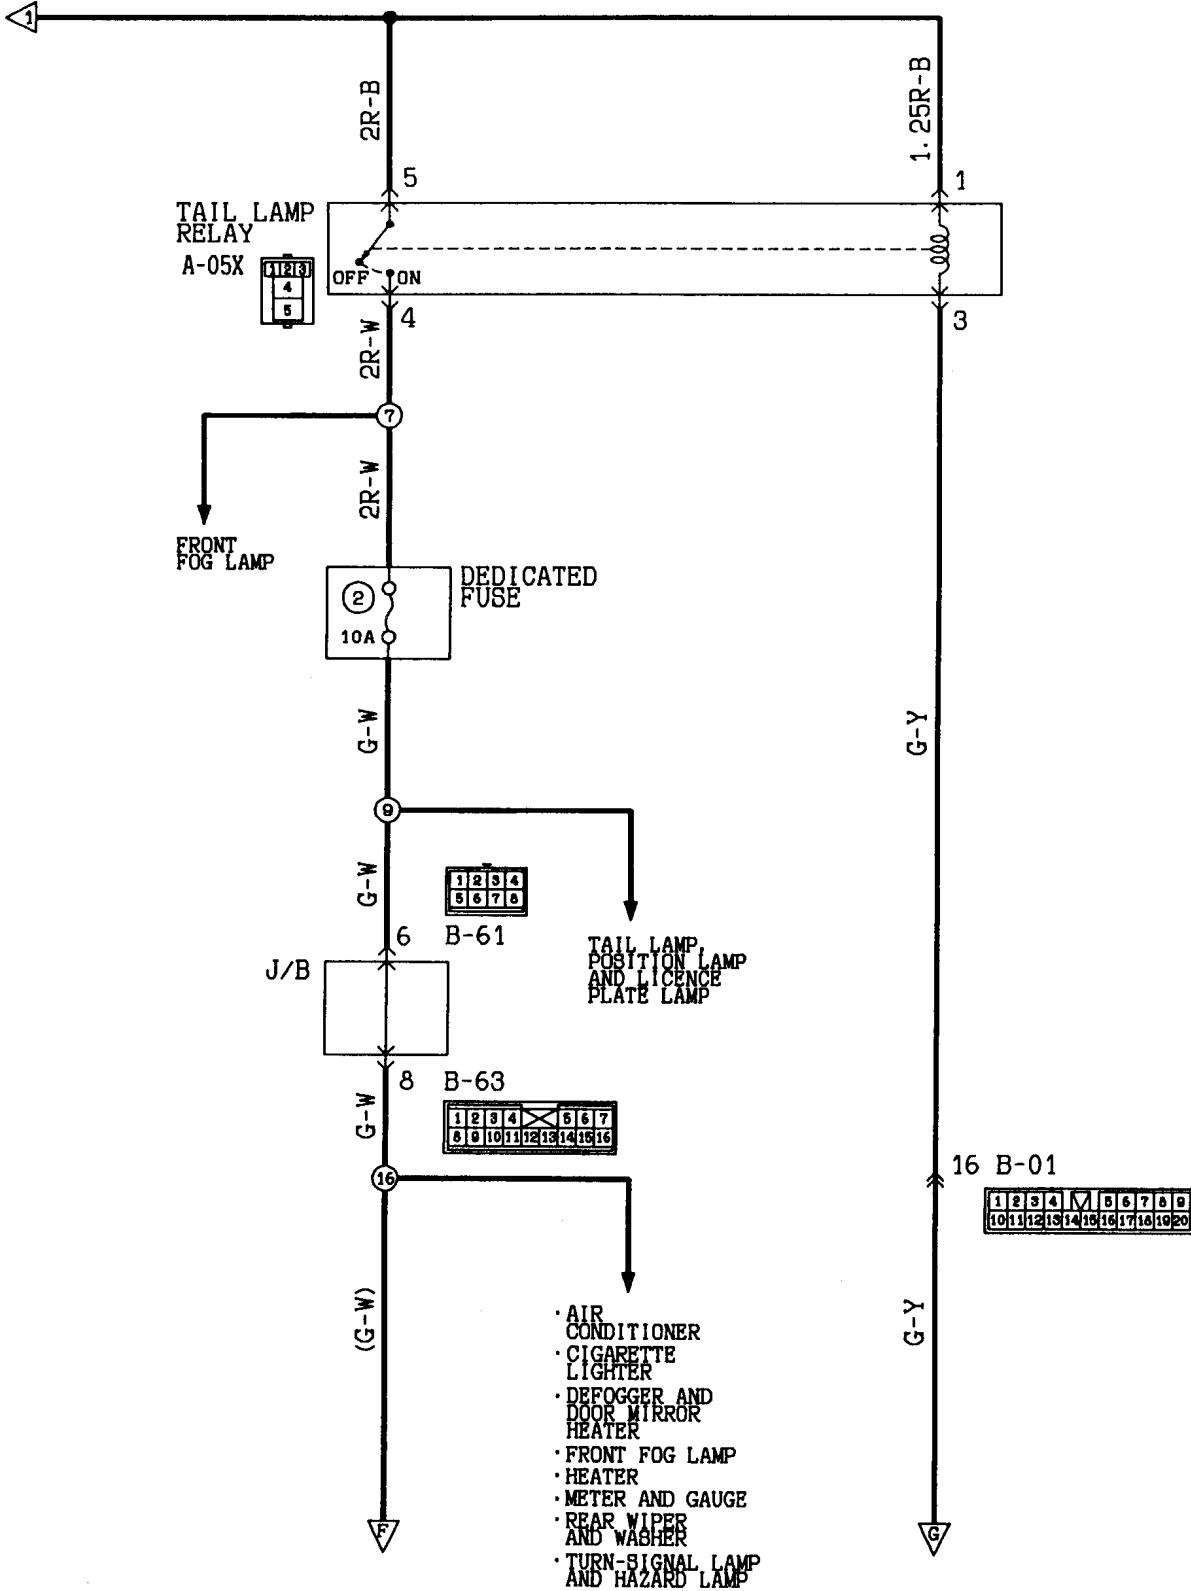 1
2R-B
1.25R-B
5
1
TAIL LAMP
RELAY
A-05X
1 2 3
4
5
OFF
ON
4
3
2R-W
7
2R-W
FRONT
FOG LAMP
DEDICATED
FUSE
2
10A
G-W
G-Y
9
G-W
1 2 3 4
5 6 7 8
6
B-61
TAIL LAMP,
POSITION LAMP
AND LICENCE
PLATE LAMP
J/B
8
B-63
G-W
1 2 3 4 5 6 7
8 9 10 11 12 13 14 15 16
16
16 B-01
1 2 3 4 5 6 7 8 9
10 11 12 13 14 15 16 17 18 19 20
(G-W)
G-Y
· AIR
CONDITIONER
· CIGARETTE
LIGHTER
· DEFOGGER AND
DOOR MIRROR
HEATER
· FRONT FOG LAMP
· HEATER
· METER AND GAUGE
· REAR WIPER
AND WASHER
· TURN-SIGNAL LAMP
AND HAZARD LAMP
F
G